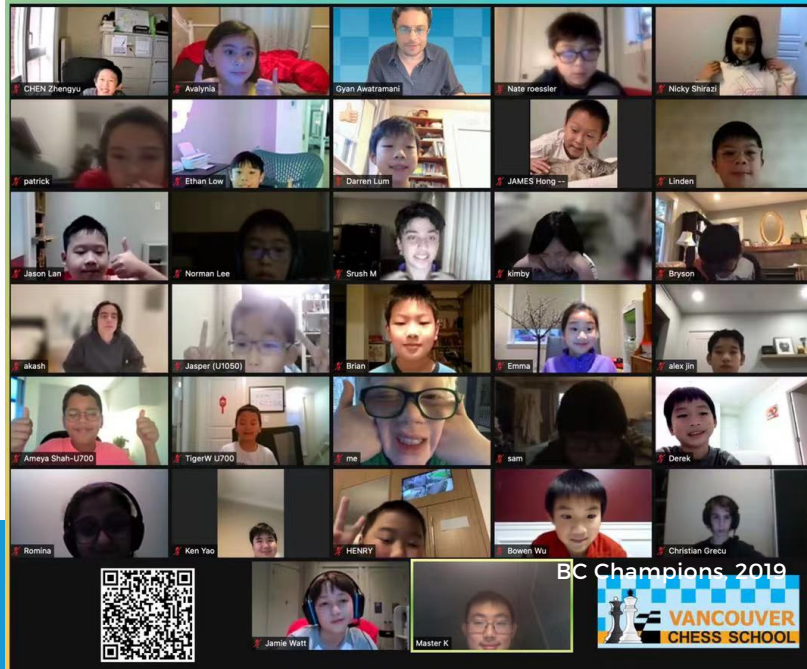 CHEN Zhengyu
Avalynia
Gyan Awatramani
Nate roessler
Nicky Shirazi
patrick
Ethan Low
Darren Lum
JAMES Hong --
Linden
Jason Lan
Norman Lee
Srush M
kimby
Bryson
akash
Jasper (U1050)
Brian
Emma
alex jin
Ameya Shah-U700
TigerW U700
me
sam
Derek
Romina
Ken Yao
HENRY
Bowen Wu
Christian Grecu
BC Champions, 2019
Jamie Watt
Master K
VANCOUVER
CHESS SCHOOL